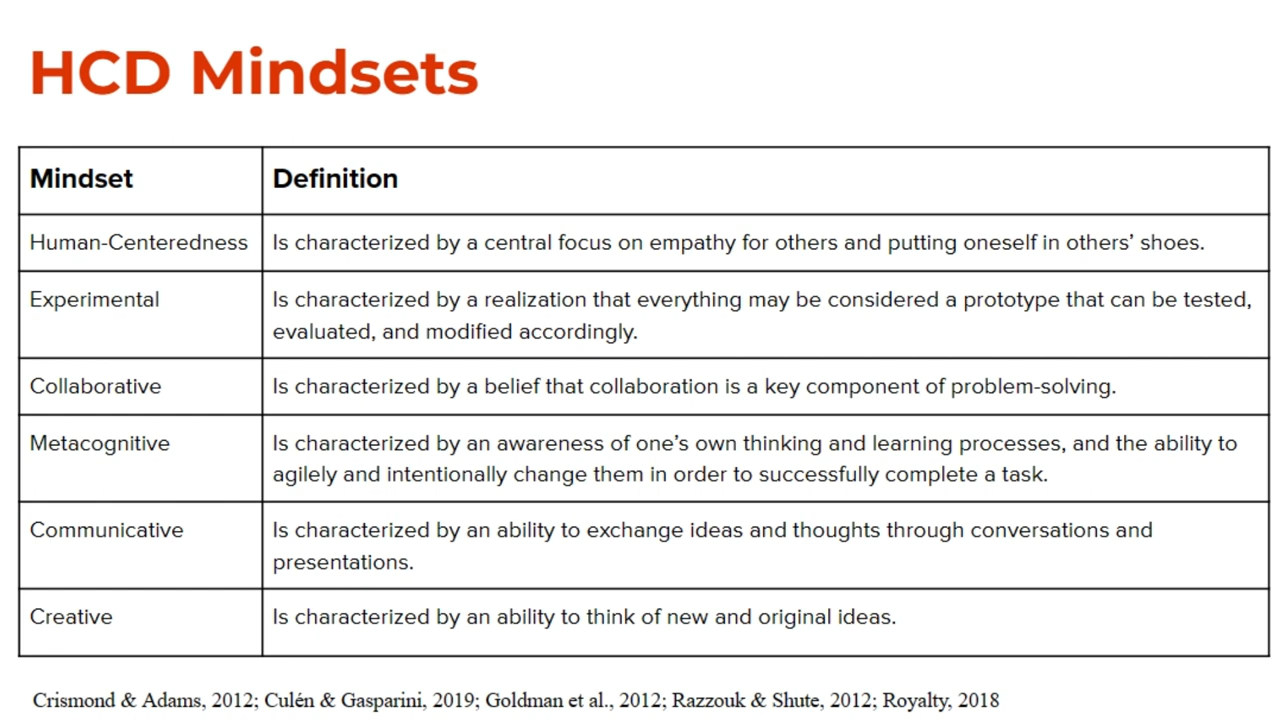 HCD Mindsets
Mindset
Definition
Human-Centeredness
Is characterized by a central focus on empathy for others and putting oneself in others’ shoes.
Experimental
Is characterized by a realization that everything may be considered a prototype that can be tested,
evaluated, and modified accordingly.
Collaborative
Is characterized by a belief that collaboration is a key component of problem-solving.
Metacognitive
Is characterized by an awareness of one’s own thinking and learning processes, and the ability to
agilely and intentionally change them in order to successfully complete a task.
Communicative
Is characterized by an ability to exchange ideas and thoughts through conversations and
presentations.
Creative
Is characterized by an ability to think of new and original ideas.
Crismond & Adams, 2012; Culén & Gasparini, 2019; Goldman et al., 2012; Razzouk & Shute, 2012; Royalty, 2018